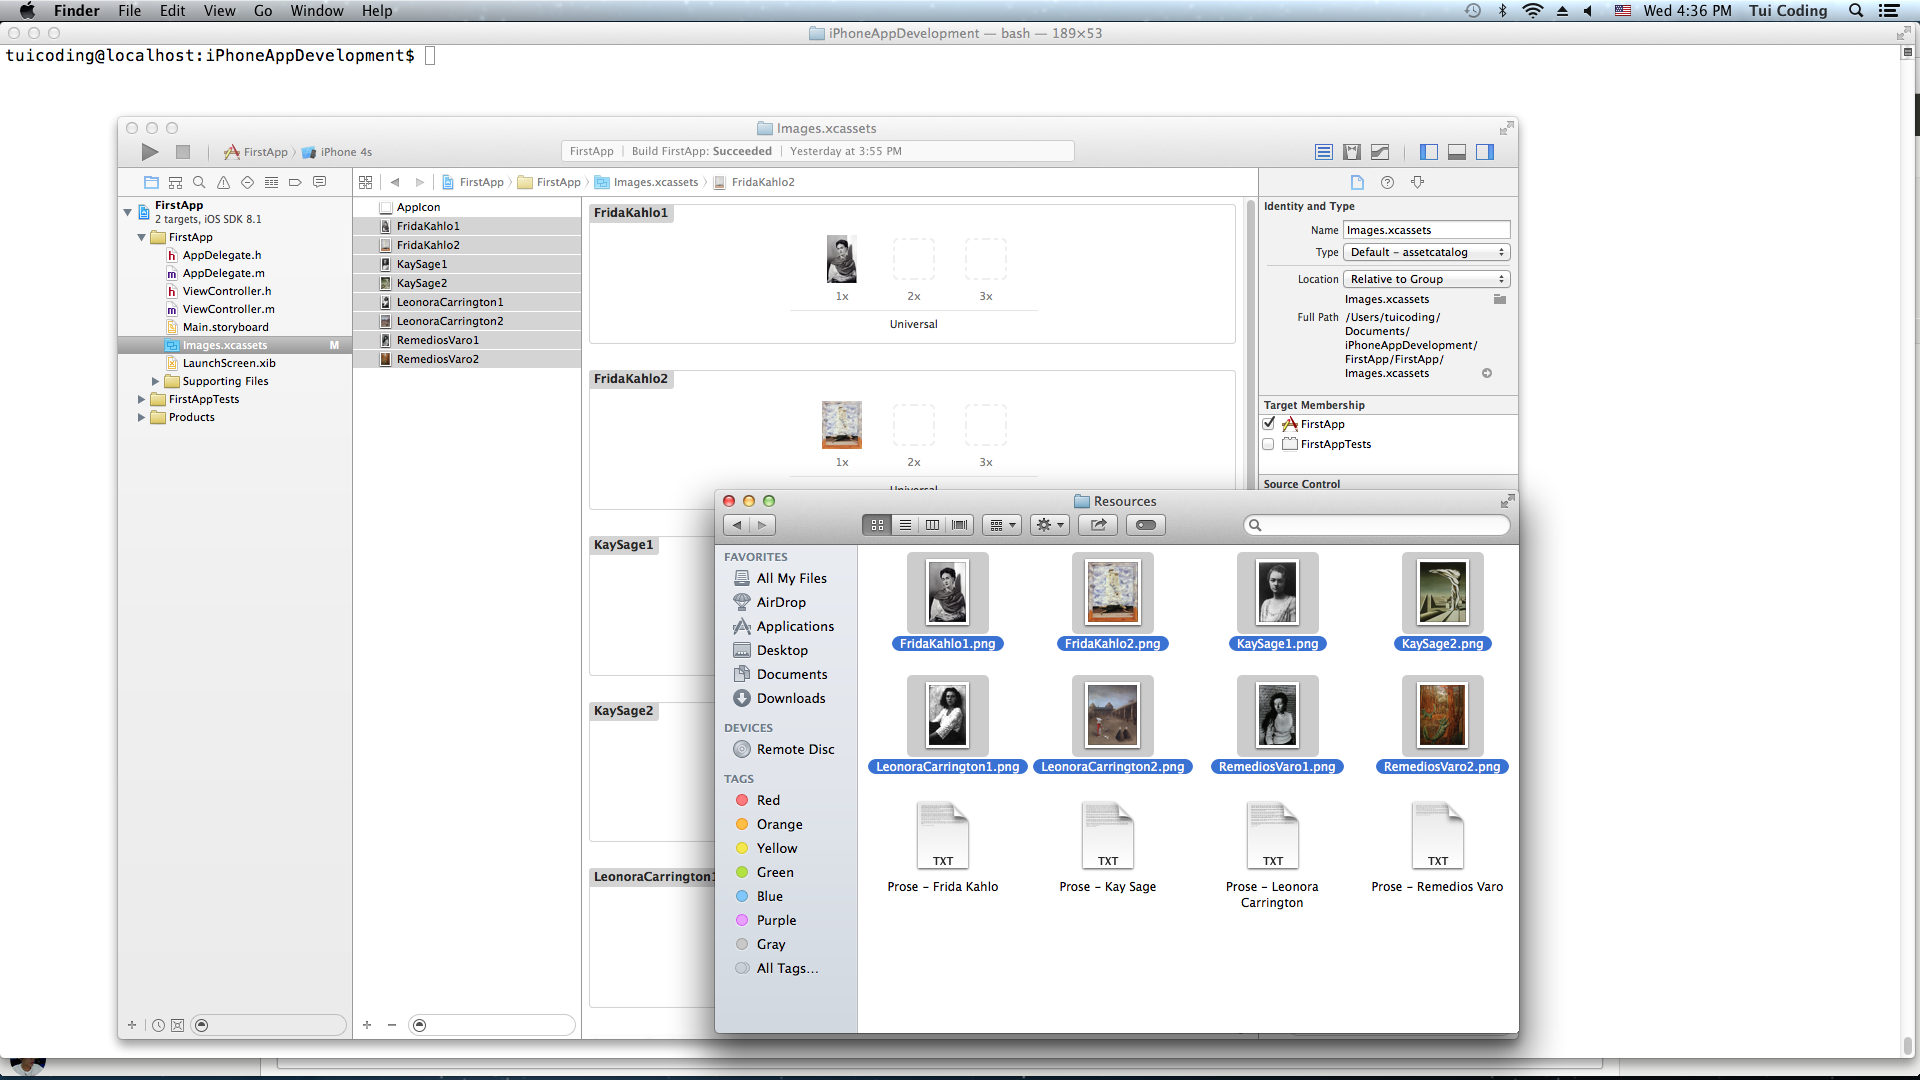 Finder File Edit View Go Window Help Wed 4:36 PM Tui Coding
iPhoneAppDevelopment — bash — 189×53
tuicoding@localhost:iPhoneAppDevelopment$
Images.xcassets
FirstApp iPhone 4s FirstApp Build FirstApp: Succeeded Yesterday at 3:55 PM
FirstApp FirstApp Images.xcassets FridaKahlo2
FirstApp
2 targets, iOS SDK 8.1
FirstApp
AppDelegate.h
AppDelegate.m
ViewController.h
ViewController.m
Main.storyboard
Images.xcassets M
LaunchScreen.xib
Supporting Files
FirstAppTests
Products
AppIcon
FridaKahlo1
FridaKahlo2
KaySage1
KaySage2
LeonoraCarrington1
LeonoraCarrington2
RemediosVaro1
RemediosVaro2
FridaKahlo1
1x 2x 3x
Universal
FridaKahlo2
1x 2x 3x
Universal
KaySage1
KaySage2
LeonoraCarrington1
Identity and Type
Name Images.xcassets
Type Default - assetcatalog
Location Relative to Group
Images.xcassets
Full Path /Users/tuicoding/
Documents/
iPhoneAppDevelopment/
FirstApp/FirstApp/
Images.xcassets
Target Membership
FirstApp
FirstAppTests
Source Control
Resources
FAVORITES
All My Files
AirDrop
Applications
Desktop
Documents
Downloads
DEVICES
Remote Disc
TAGS
Red
Orange
Yellow
Green
Blue
Purple
Gray
All Tags...
FridaKahlo1.png FridaKahlo2.png KaySage1.png KaySage2.png
LeonoraCarrington1.png LeonoraCarrington2.png RemediosVaro1.png RemediosVaro2.png
TXT TXT TXT TXT
Prose - Frida Kahlo Prose - Kay Sage Prose - Leonora Prose - Remedios Varo
Carrington